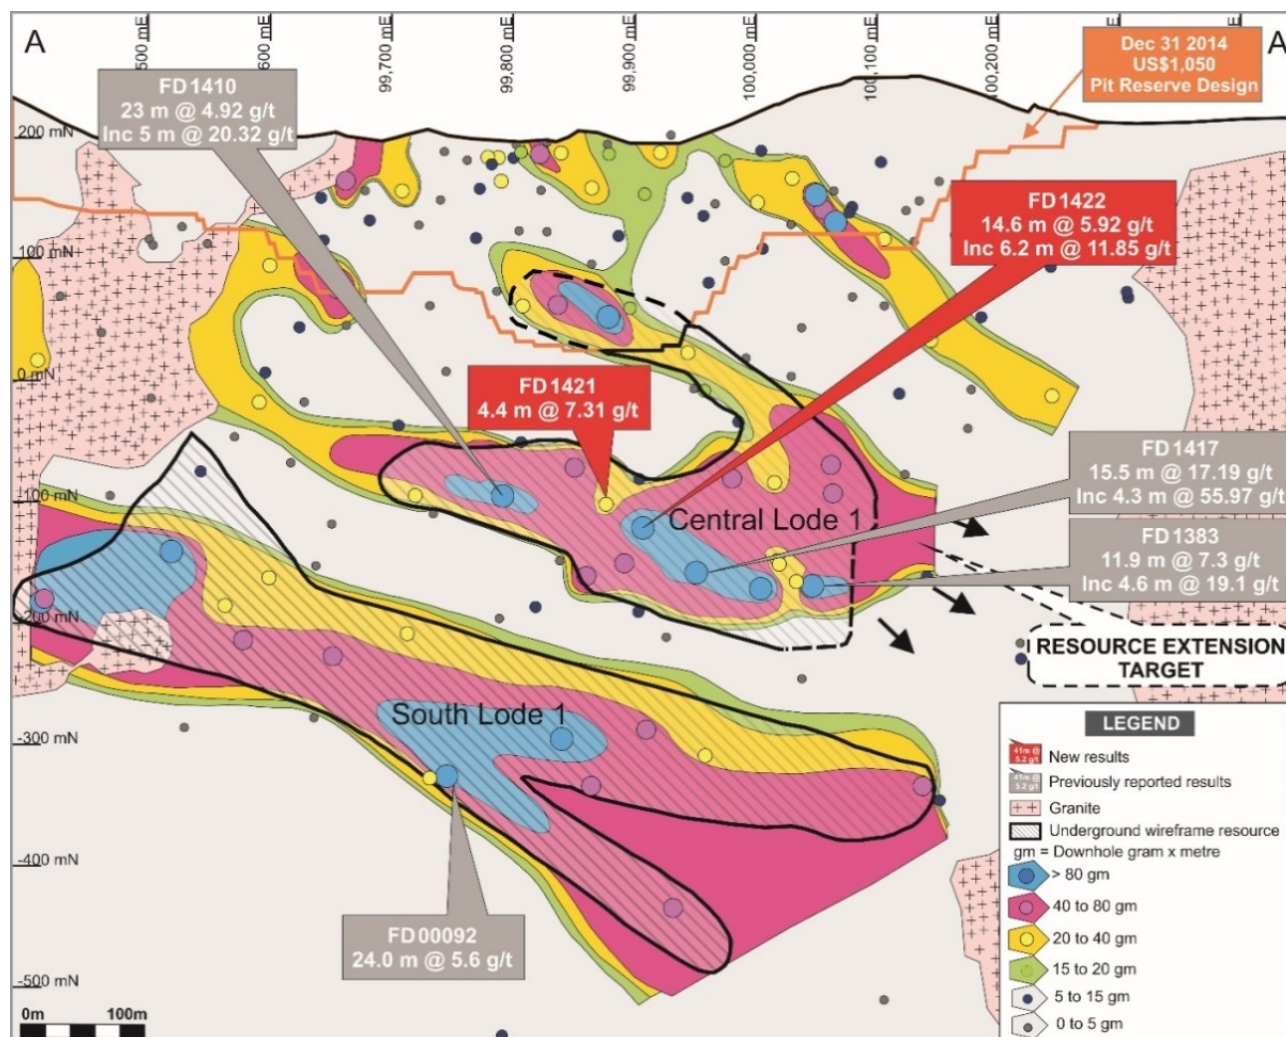 A
500 mE
600 mE
99,700 mE
99,800 mE
99,900 mE
100,000 mE
100,100 mE
100,200 mE
A
Dec 31 2014
US$1,050
Pit Reserve Design
FD1410
23 m @ 4.92 g/t
Inc 5 m @ 20.32 g/t
200 mN
FD1422
14.6 m @ 5.92 g/t
Inc 6.2 m @ 11.85 g/t
100 mN
0 mN
FD1421
4.4 m @ 7.31 g/t
FD1417
15.5 m @ 17.19 g/t
Inc 4.3 m @ 55.97 g/t
-100 mN
Central Lode 1
FD1383
11.9 m @ 7.3 g/t
Inc 4.6 m @ 19.1 g/t
-200 mN
RESOURCE EXTENSION
TARGET
South Lode 1
-300 mN
-400 mN
FD00092
24.0 m @ 5.6 g/t
-500 mN
0m 100m
LEGEND
41m @
5.2 g/t
New results
41m @
5.2 g/t
Previously reported results
Granite
Underground wireframe resource
gm = Downhole gram x metre
> 80 gm
40 to 80 gm
20 to 40 gm
15 to 20 gm
5 to 15 gm
0 to 5 gm